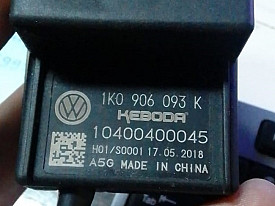 1K0 906 093 K
KEBODA
10400400045
H01/S0001 17.05.2018
A5G MADE IN CHINA